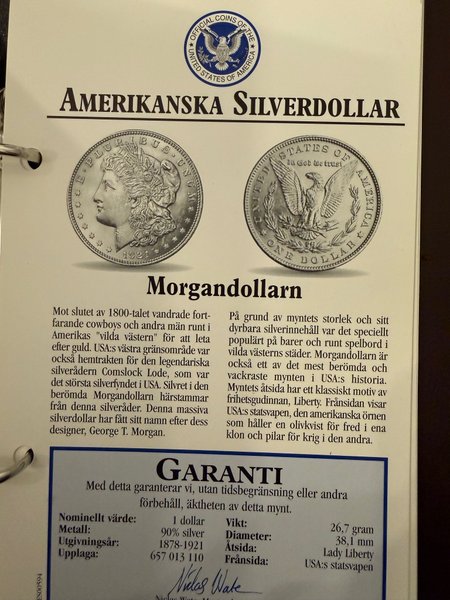 OFFICIAL COINS OF THE
UNITED STATES OF AMERICA
AMERIKANSKA SILVERDOLLAR
E·PLURIBUS·UNUM·
1921
UNITED STATES OF AMERICA
In God we Trust
ONE DOLLAR
Morgandollarn
Mot slutet av 1800-talet vandrade fort-
farande cowboys och andra män runt i
Amerikas "vilda västern" för att leta
efter guld. USA:s västra gränsområde var
också hemtrakten för den legendariske
silverådern Comslock Lode, som var
det största silverfyndet i USA. Silvret i den
berömda Morgandollarn härstammar
från denna silveråder. Denna massiva
silverdollar har fått sitt namn efter dess
designer, George T. Morgan.
På grund av myntets storlek och sitt
dyrbara silverinnehåll var det speciellt
populärt på barer och runt spelbord i
vilda västerns städer. Morgandollarn är
också ett av det mest berömda och
vackraste mynten i USA:s historia.
Myntets åtsida har ett klassiskt motiv av
frihetsgudinnan, Liberty. Frånsidan visar
USA:s statsvapen, den amerikanska örnen
som håller en olivkvist för fred i ena
klon och pilar för krig i den andra.
GARANTI
Med detta garanterar vi, utan tidsbegränsning eller andra
förbehåll, äktheten av detta mynt.
Nominellt värde: 1 dollar
Metall: 90% silver
Utgivningsår: 1878-1921
Upplaga: 657 013 110
Vikt: 26,7 gram
Diameter: 38,1 mm
Åtsida: Lady Liberty
Frånsida: USA:s statsvapen